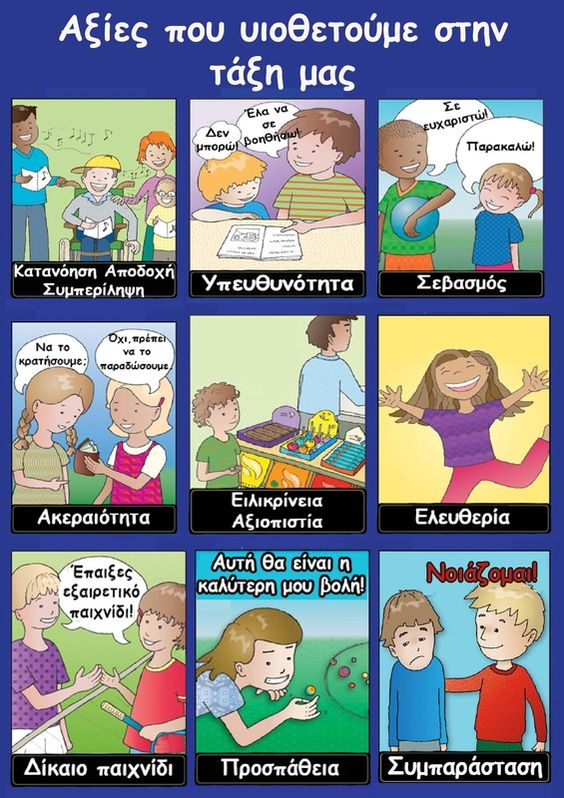 Αξίες που υιοθετούμε στην
τάξη μας
Κατανόηση Αποδοχή
Συμπερίληψη
Δεν
μπορώ!
Έλα να
σε
βοηθήσω!
Υπευθυνότητα
Σε
ευχαριστώ!
Παρακαλώ!
Σεβασμός
Να το
κρατήσουμε;
Όχι,πρέπει
να το
παραδώσουμε
Ακεραιότητα
Ειλικρίνεια
Αξιοπιστία
Ελευθερία
Έπαιξες
εξαιρετικό
παιχνίδι!
Δίκαιο παιχνίδι
Αυτή θα είναι η
καλύτερη μου βολή!
Προσπάθεια
Νοιάζομαι!
Συμπαράσταση